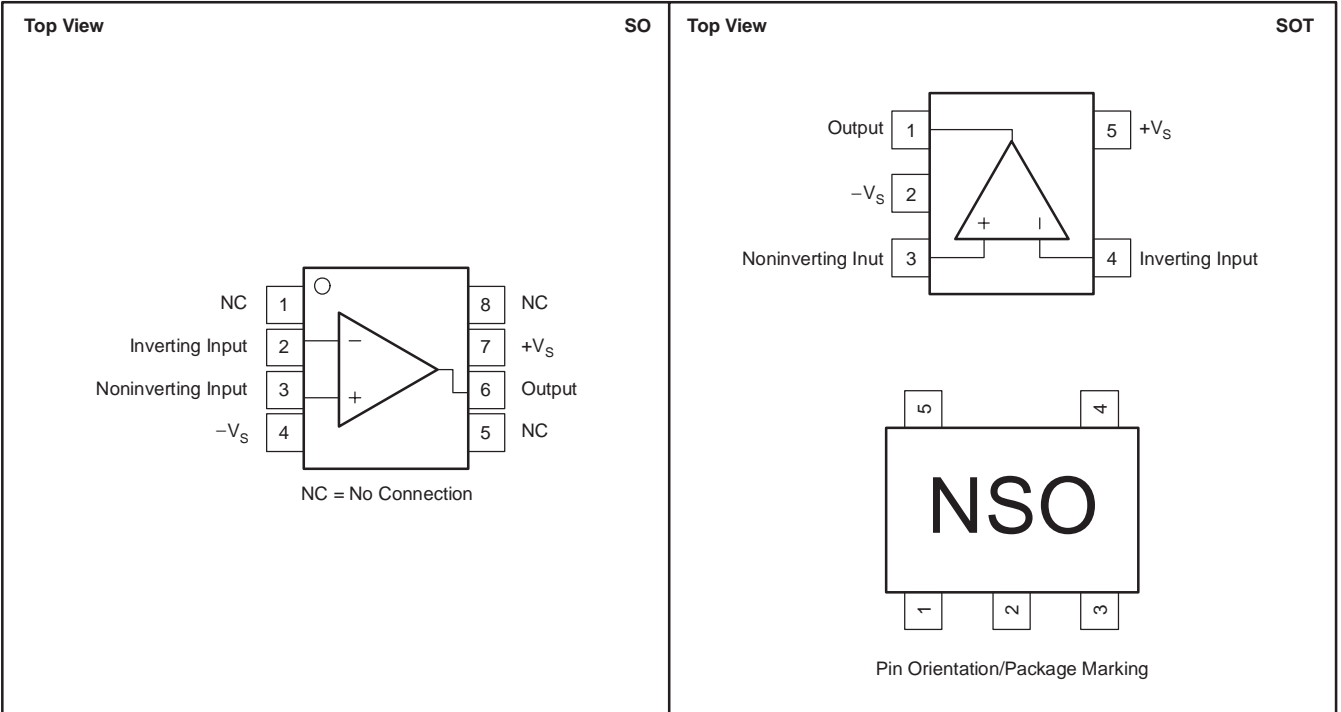 Top View
SO
NC 1
Inverting Input 2
Noninverting Input 3
−VS 4
8 NC
7 +VS
6 Output
5 NC
−
+
NC = No Connection
Top View
SOT
Output 1
−VS 2
Noninverting Inut 3
5 +VS
4 Inverting Input
+ −
5 4
NSO
1 2 3
Pin Orientation/Package Marking